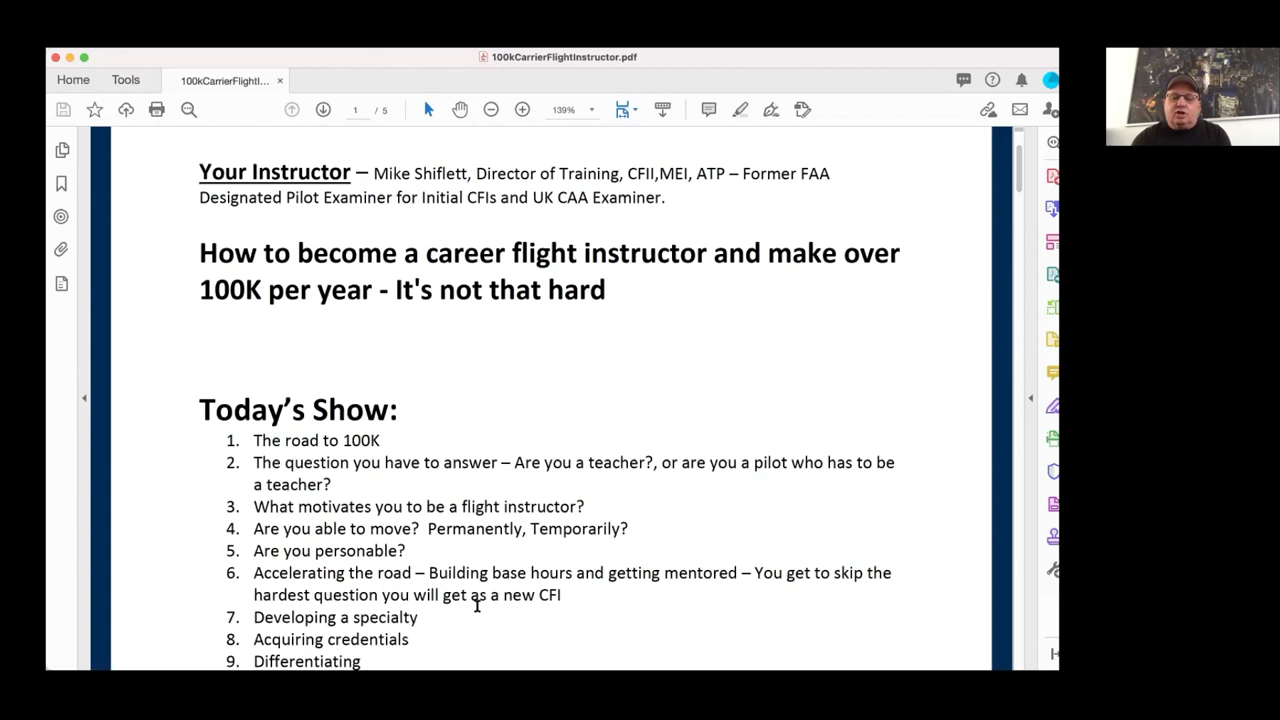 100kCarrierFlightInstructor.pdf
Home
Tools
100kCarrierFlightI...
1 / 5
139%
Your Instructor – Mike Shiflett, Director of Training, CFII,MEI, ATP – Former FAA
Designated Pilot Examiner for Initial CFIs and UK CAA Examiner.
How to become a career flight instructor and make over
100K per year - It's not that hard
Today’s Show:
1. The road to 100K
2. The question you have to answer – Are you a teacher?, or are you a pilot who has to be
a teacher?
3. What motivates you to be a flight instructor?
4. Are you able to move? Permanently, Temporarily?
5. Are you personable?
6. Accelerating the road – Building base hours and getting mentored – You get to skip the
hardest question you will get as a new CFI
7. Developing a specialty
8. Acquiring credentials
9. Differentiating